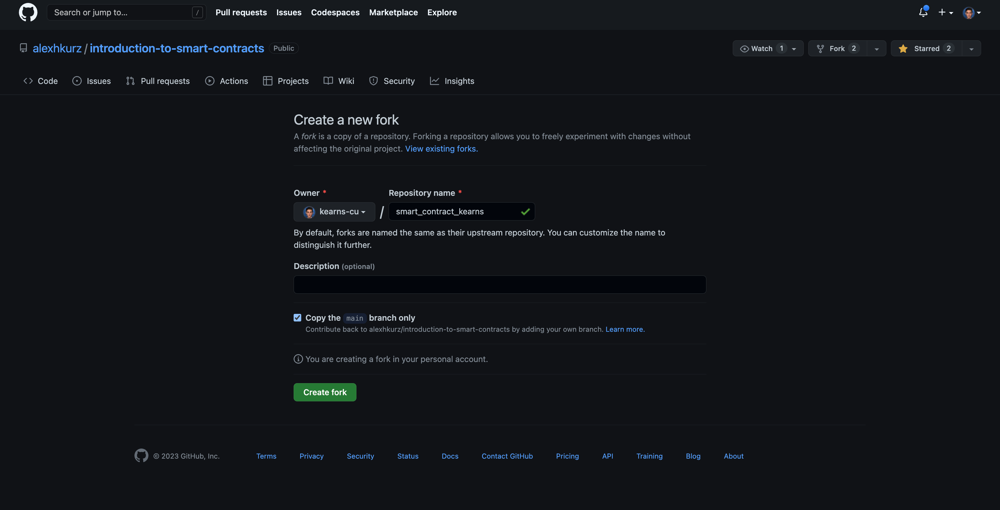 Search or jump to... / Pull requests Issues Codespaces Marketplace Explore
alexhkurz / introduction-to-smart-contracts Public Watch 1 Fork 2 Starred 2
Code Issues Pull requests Actions Projects Wiki Security Insights
Create a new fork
A fork is a copy of a repository. Forking a repository allows you to freely experiment with changes without
affecting the original project. View existing forks.
Owner * Repository name *
kearns-cu / smart_contract_kearns
By default, forks are named the same as their upstream repository. You can customize the name to
distinguish it further.
Description (optional)
Copy the main branch only
Contribute back to alexhkurz/introduction-to-smart-contracts by adding your own branch. Learn more.
You are creating a fork in your personal account.
Create fork
© 2023 GitHub, Inc. Terms Privacy Security Status Docs Contact GitHub Pricing API Training Blog About